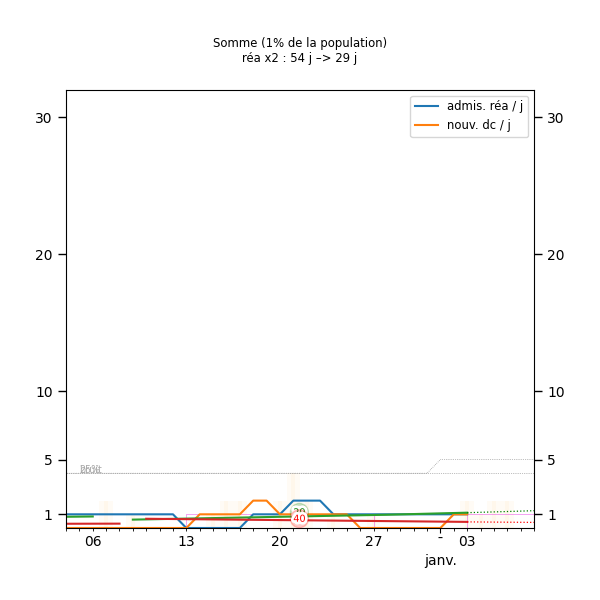 Somme (1% de la population)
réa x2 : 54 j –> 29 j
admis. réa / j
nouv. dc / j
30 30
20 20
10 10
5 5
25%
1 1
40
06 13 20 27 - 03
janv.